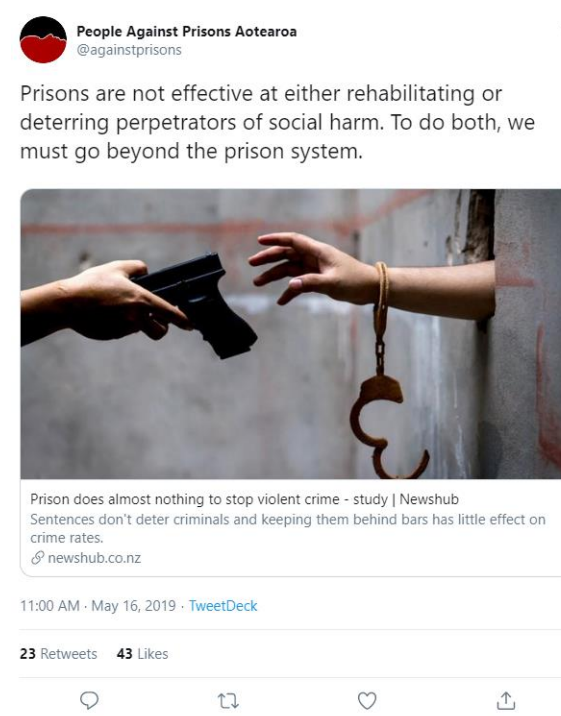 People Against Prisons Aotearoa
@againstprisons
Prisons are not effective at either rehabilitating or
deterring perpetrators of social harm. To do both, we
must go beyond the prison system.
Prison does almost nothing to stop violent crime - study | Newshub
Sentences don't deter criminals and keeping them behind bars has little effect on
crime rates.
newshub.co.nz
11:00 AM · May 16, 2019 · TweetDeck
23 Retweets 43 Likes